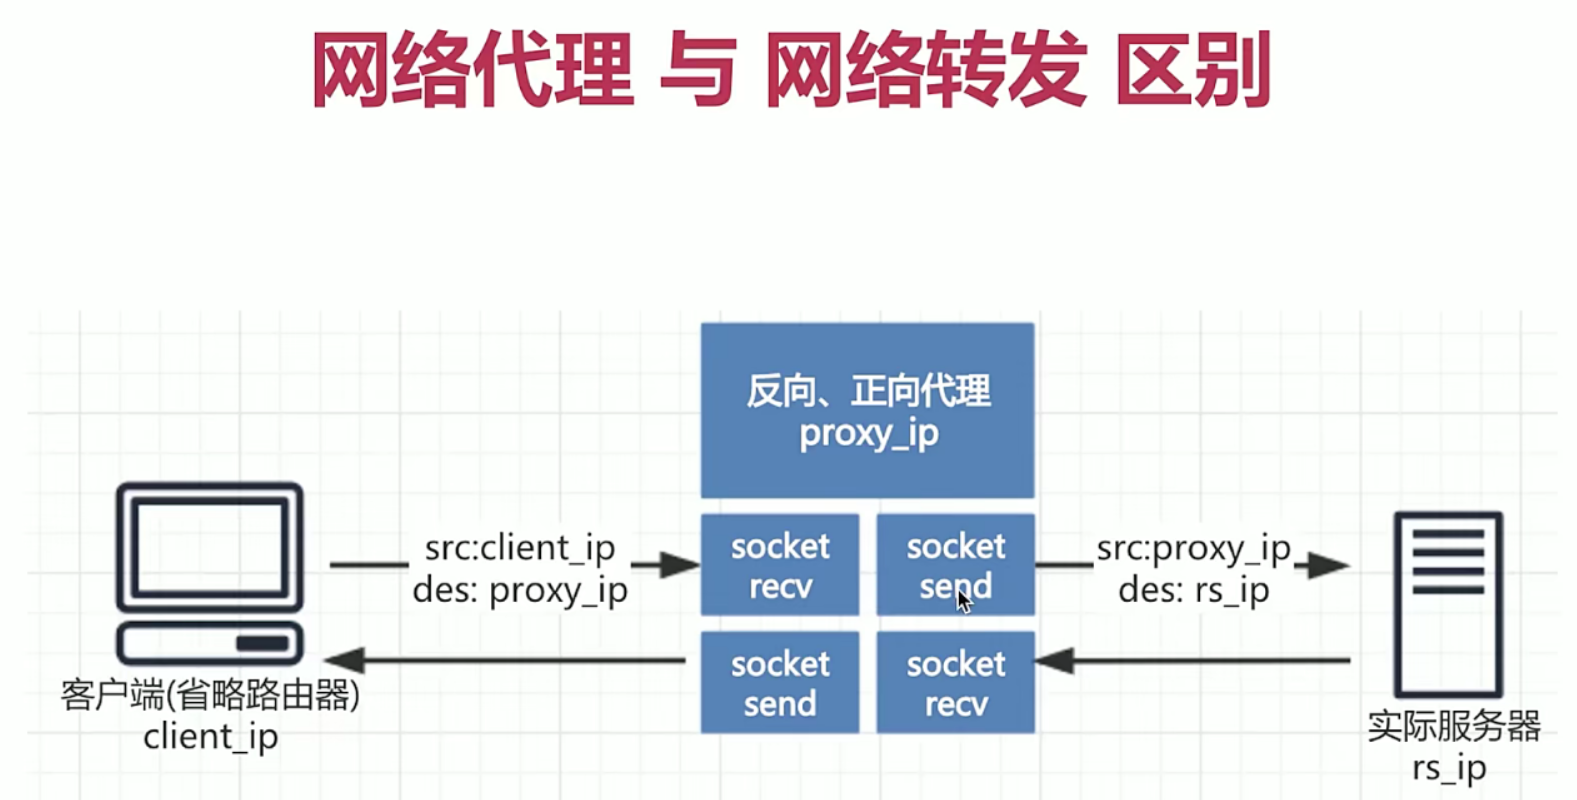 网络代理 与 网络转发 区别
反向、正向代理
proxy_ip
src:client_ip
des: proxy_ip
socket
recv
socket
send
src:proxy_ip
des: rs_ip
socket
send
socket
recv
客户端(省略路由器)
client_ip
实际服务器
rs_ip